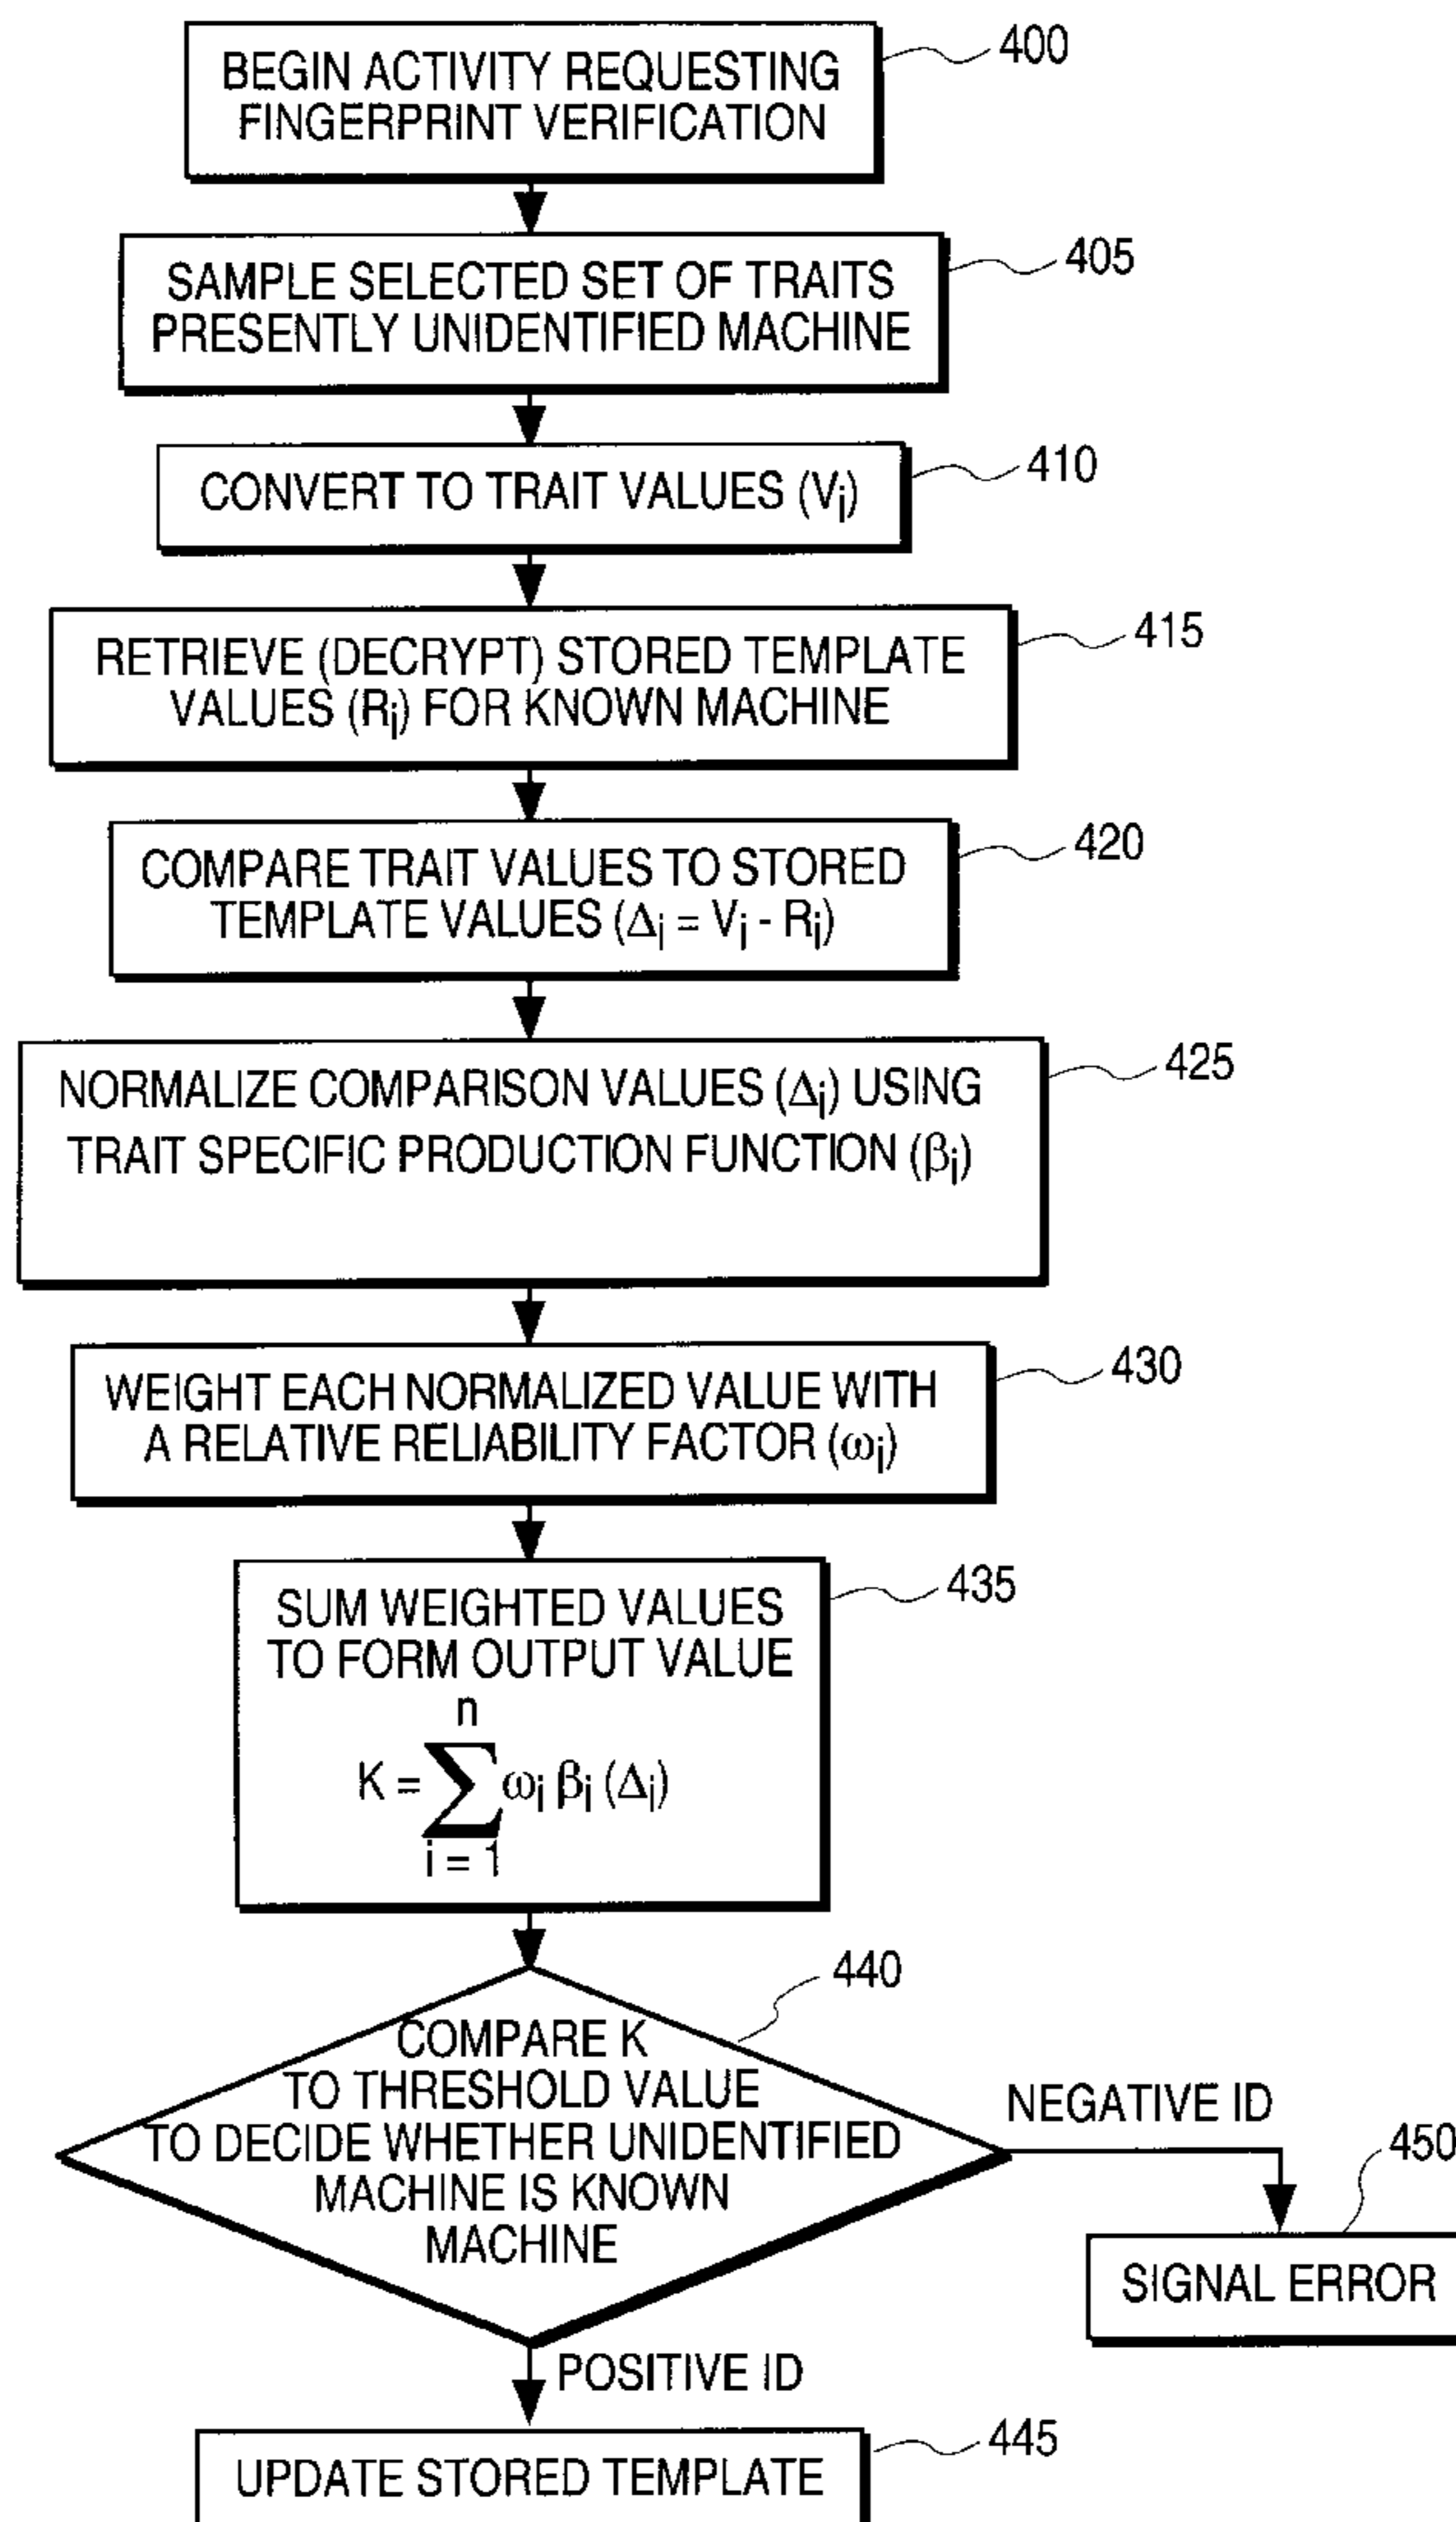 BEGIN ACTIVITY REQUESTING
FINGERPRINT VERIFICATION
400
SAMPLE SELECTED SET OF TRAITS
PRESENTLY UNIDENTIFIED MACHINE
405
CONVERT TO TRAIT VALUES (Vi)
410
RETRIEVE (DECRYPT) STORED TEMPLATE
VALUES (Ri) FOR KNOWN MACHINE
415
COMPARE TRAIT VALUES TO STORED
TEMPLATE VALUES (Δi = Vi - Ri)
420
NORMALIZE COMPARISON VALUES (Δi) USING
TRAIT SPECIFIC PRODUCTION FUNCTION (βi)
425
WEIGHT EACH NORMALIZED VALUE WITH
A RELATIVE RELIABILITY FACTOR (ωi)
430
SUM WEIGHTED VALUES
TO FORM OUTPUT VALUE
n
K = ∑ ωi βi (Δi)
i = 1
435
COMPARE K
TO THRESHOLD VALUE
TO DECIDE WHETHER UNIDENTIFIED
MACHINE IS KNOWN
MACHINE
440
NEGATIVE ID
450
SIGNAL ERROR
POSITIVE ID
UPDATE STORED TEMPLATE
445